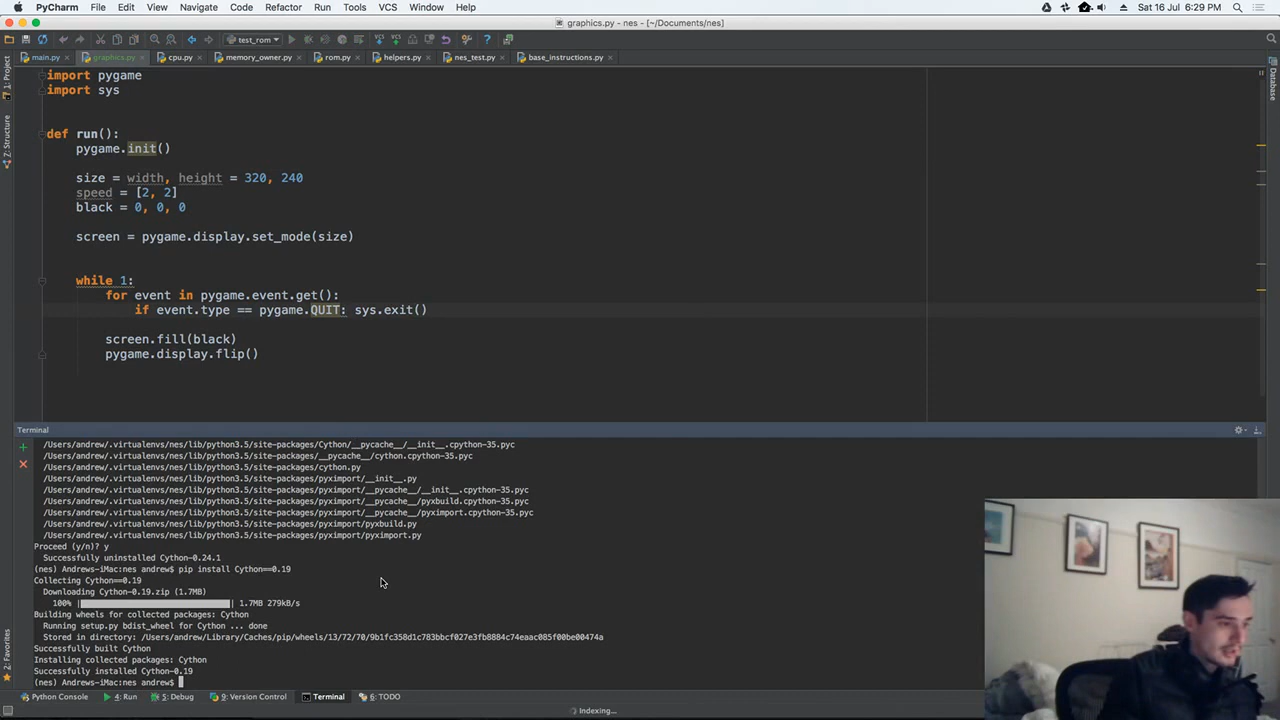 PyCharm File Edit View Navigate Code Refactor Run Tools VCS Window Help Sat 16 Jul 6:29 PM
graphics.py - nes - [~/Documents/nes]
test_rom
main.py graphics.py cpu.py memory_owner.py rom.py helpers.py nes_test.py base_instructions.py
1: Project
Z: Structure
2: Favorites
Database
import pygame
import sys
def run():
pygame.init()
size = width, height = 320, 240
speed = [2, 2]
black = 0, 0, 0
screen = pygame.display.set_mode(size)
while 1:
for event in pygame.event.get():
if event.type == pygame.QUIT: sys.exit()
screen.fill(black)
pygame.display.flip()
Terminal
/Users/andrew/.virtualenvs/nes/lib/python3.5/site-packages/Cython/__pycache__/__init__.cpython-35.pyc
/Users/andrew/.virtualenvs/nes/lib/python3.5/site-packages/__pycache__/cython.cpython-35.pyc
/Users/andrew/.virtualenvs/nes/lib/python3.5/site-packages/cython.py
/Users/andrew/.virtualenvs/nes/lib/python3.5/site-packages/pyximport/__init__.py
/Users/andrew/.virtualenvs/nes/lib/python3.5/site-packages/pyximport/__pycache__/__init__.cpython-35.pyc
/Users/andrew/.virtualenvs/nes/lib/python3.5/site-packages/pyximport/__pycache__/pyxbuild.cpython-35.pyc
/Users/andrew/.virtualenvs/nes/lib/python3.5/site-packages/pyximport/__pycache__/pyximport.cpython-35.pyc
/Users/andrew/.virtualenvs/nes/lib/python3.5/site-packages/pyximport/pyxbuild.py
/Users/andrew/.virtualenvs/nes/lib/python3.5/site-packages/pyximport/pyximport.py
Proceed (y/n)? y
Successfully uninstalled Cython-0.24.1
(nes) Andrews-iMac:nes andrew$ pip install Cython==0.19
Collecting Cython==0.19
Downloading Cython-0.19.zip (1.7MB)
100% | | 1.7MB 279kB/s
Building wheels for collected packages: Cython
Running setup.py bdist_wheel for Cython ... done
Stored in directory: /Users/andrew/Library/Caches/pip/wheels/13/72/70/9b1fc358d1c783bbcf027e3fb8884c74eaac085f00be00474a
Successfully built Cython
Installing collected packages: Cython
Successfully installed Cython-0.19
(nes) Andrews-iMac:nes andrew$
Python Console 4: Run 5: Debug 9: Version Control Terminal 6: TODO
Indexing...